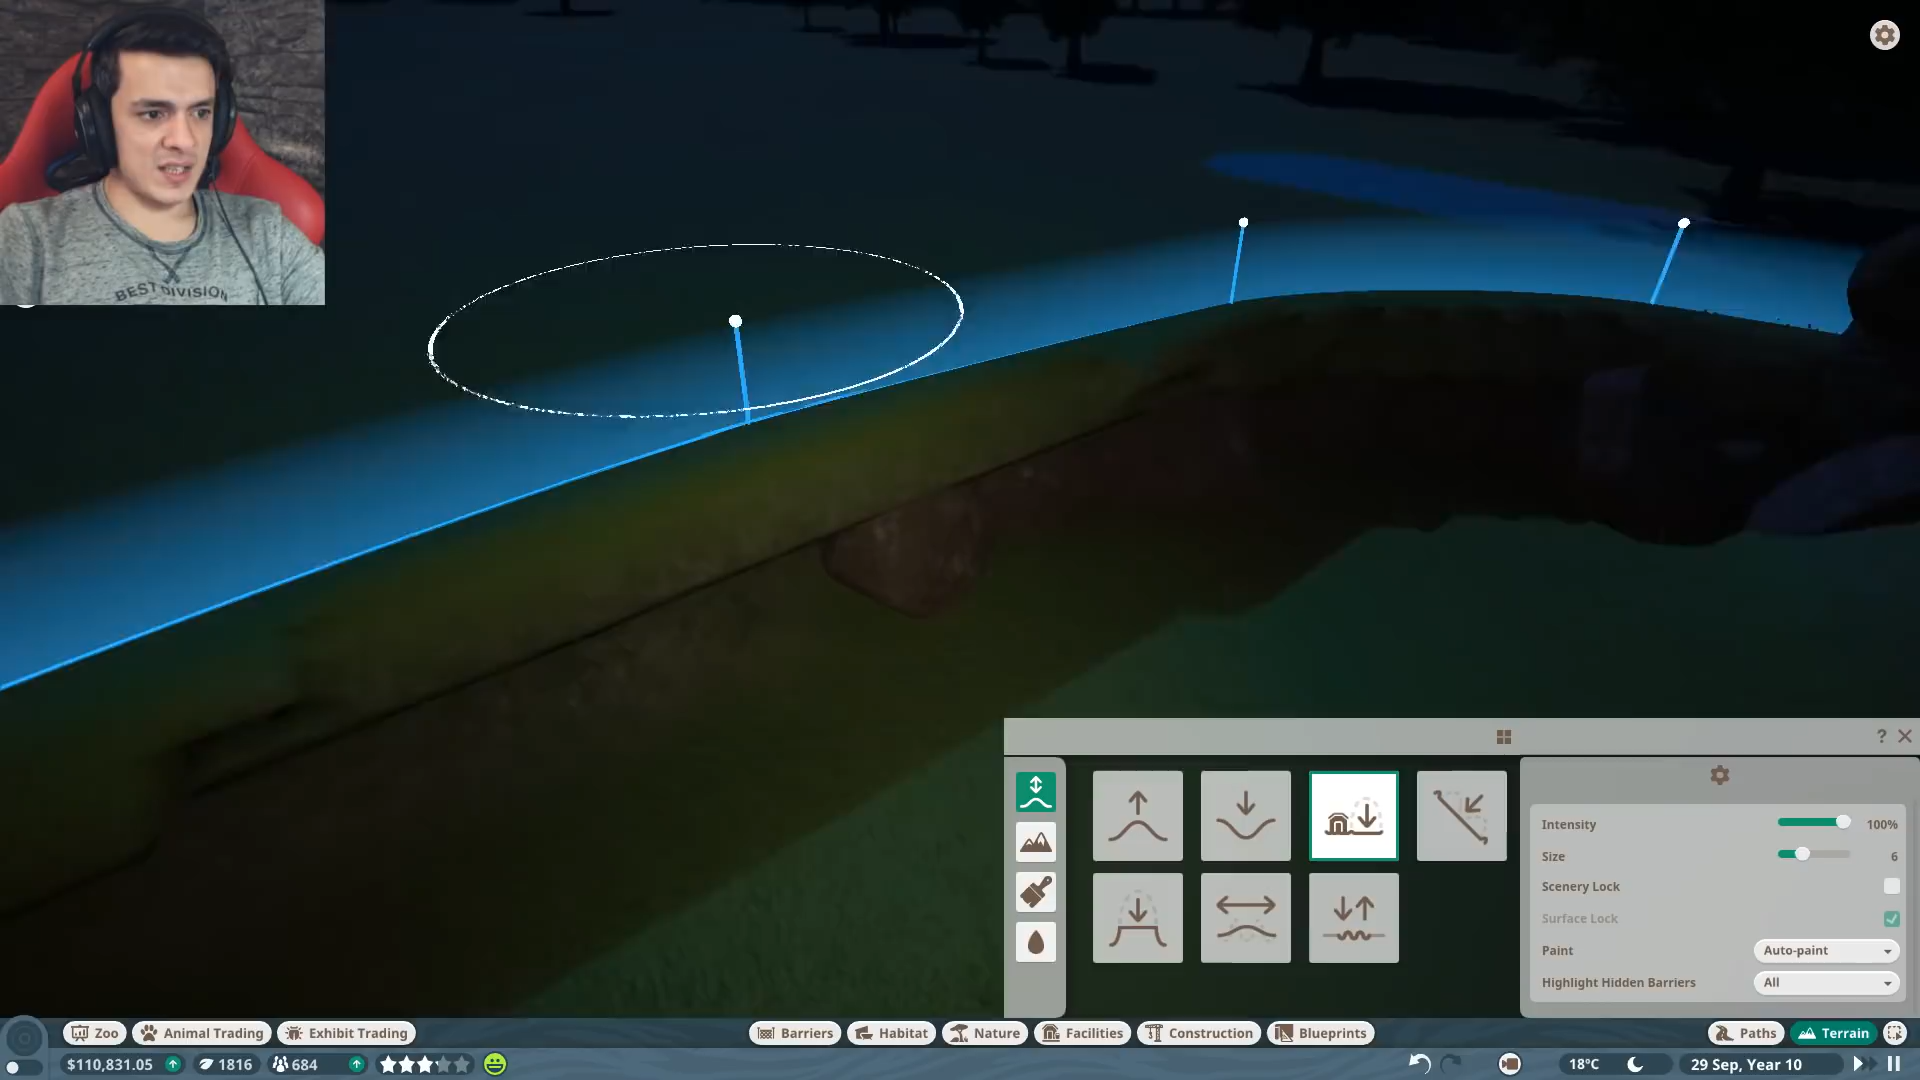 BEST DIVISION
?
Intensity 100%
Size 6
Scenery Lock
Surface Lock
Paint Auto-paint
Highlight Hidden Barriers All
Zoo Animal Trading Exhibit Trading Barriers Habitat Nature Facilities Construction Blueprints Paths Terrain
$110,831.05 1816 684 18°C 29 Sep, Year 10